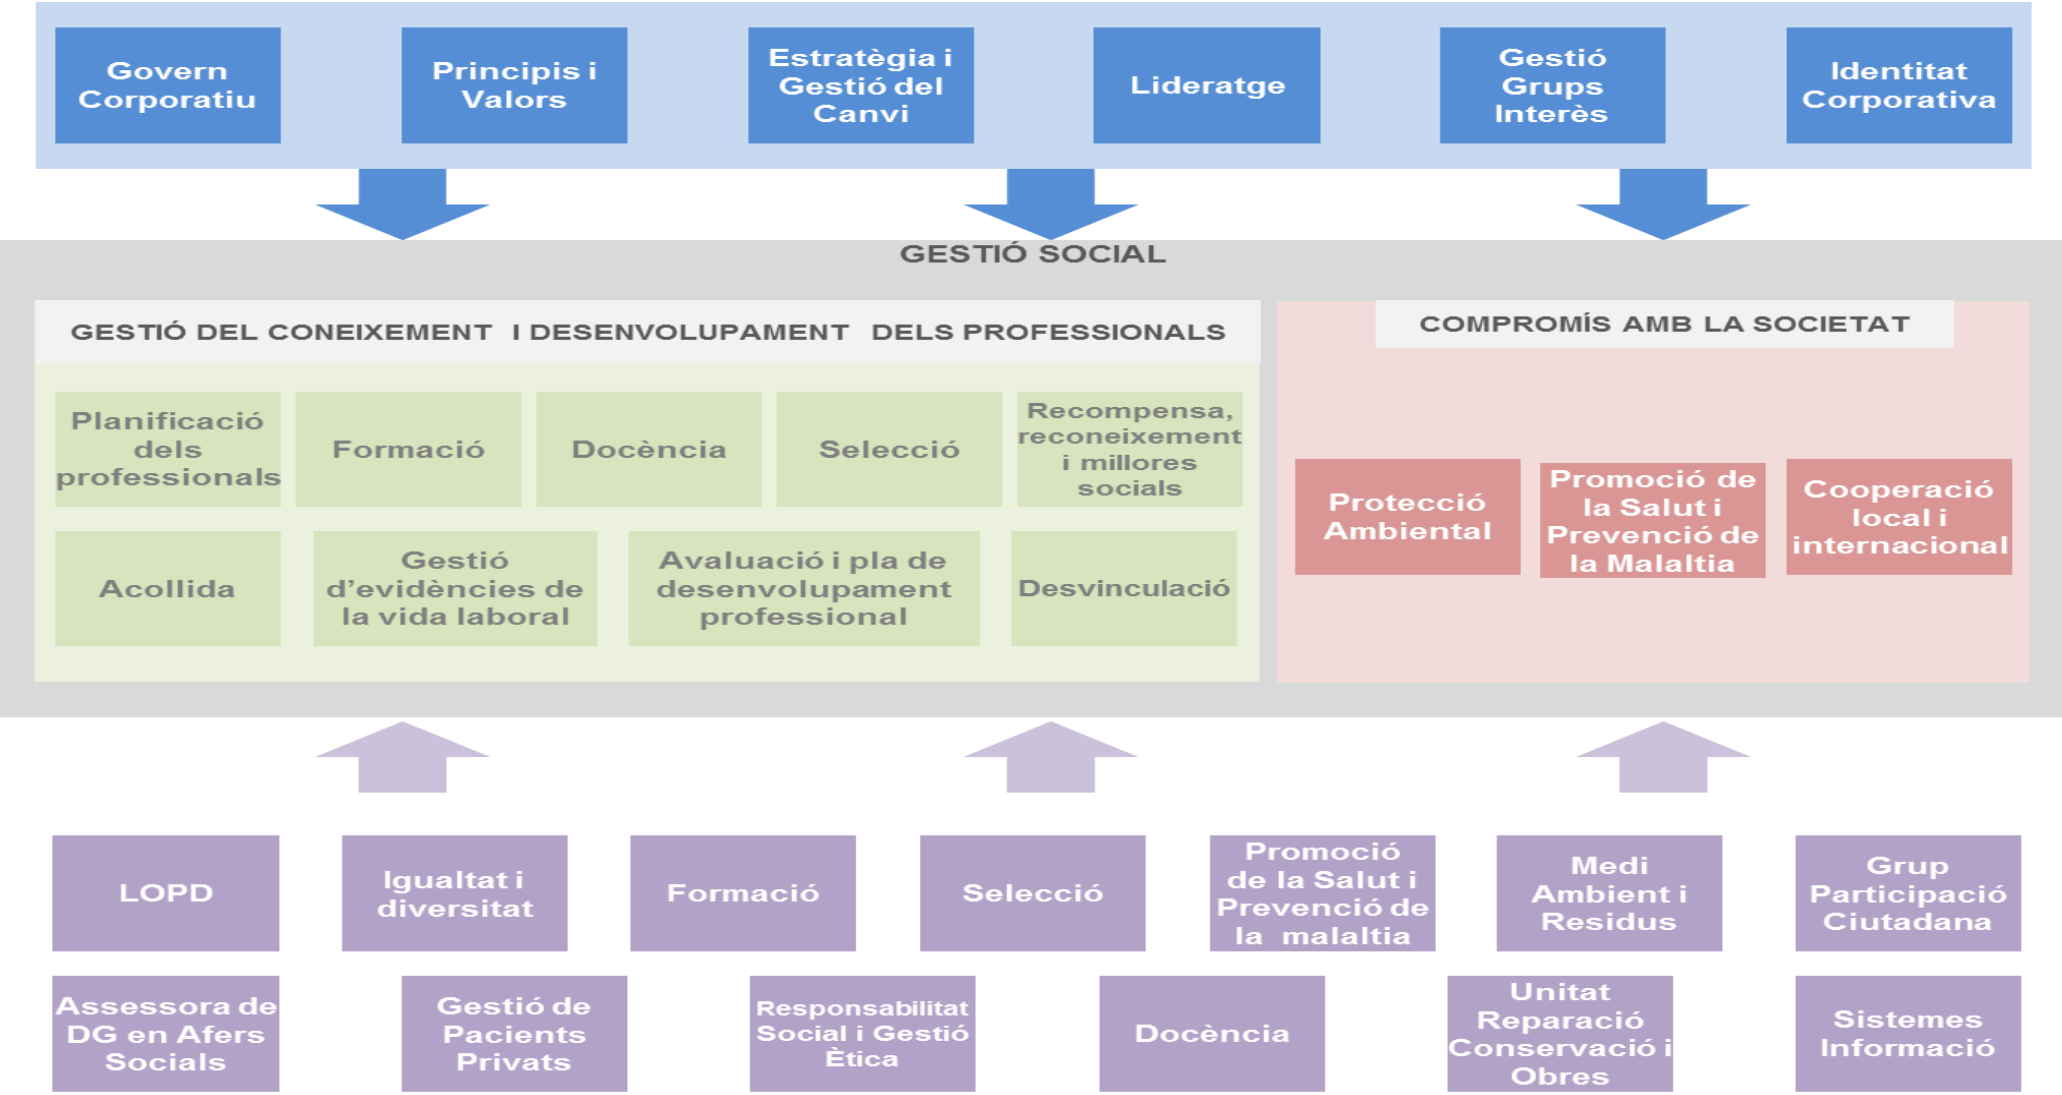 Govern
Corporatiu
Principis i
Valors
Estratègia i
Gestió del
Canvi
Lideratge
Gestió
Grups
Interès
Identitat
Corporativa
GESTIÓ SOCIAL
GESTIÓ DEL CONEIXEMENT I DESENVOLUPAMENT DELS PROFESSIONALS
COMPROMÍS AMB LA SOCIETAT
Planificació
dels
professionals
Formació
Docència
Selecció
Recompensa,
reconeixement
i millores
socials
Acollida
Gestió
d’evidències de
la vida laboral
Avaluació i pla de
desenvolupament
professional
Desvinculació
Protecció
Ambiental
Promoció de
la Salut i
Prevenció de
la Malaltia
Cooperació
local i
internacional
LOPD
Igualtat i
diversitat
Formació
Selecció
Promoció
de la Salut i
Prevenció de
la malaltia
Medi
Ambient i
Residus
Grup
Participació
Ciutadana
Assessora de
DG en Afers
Socials
Gestió de
Pacients
Privats
Responsabilitat
Social i Gestió
Ètica
Docència
Unitat
Reparació
Conservació i
Obres
Sistemes
Informació